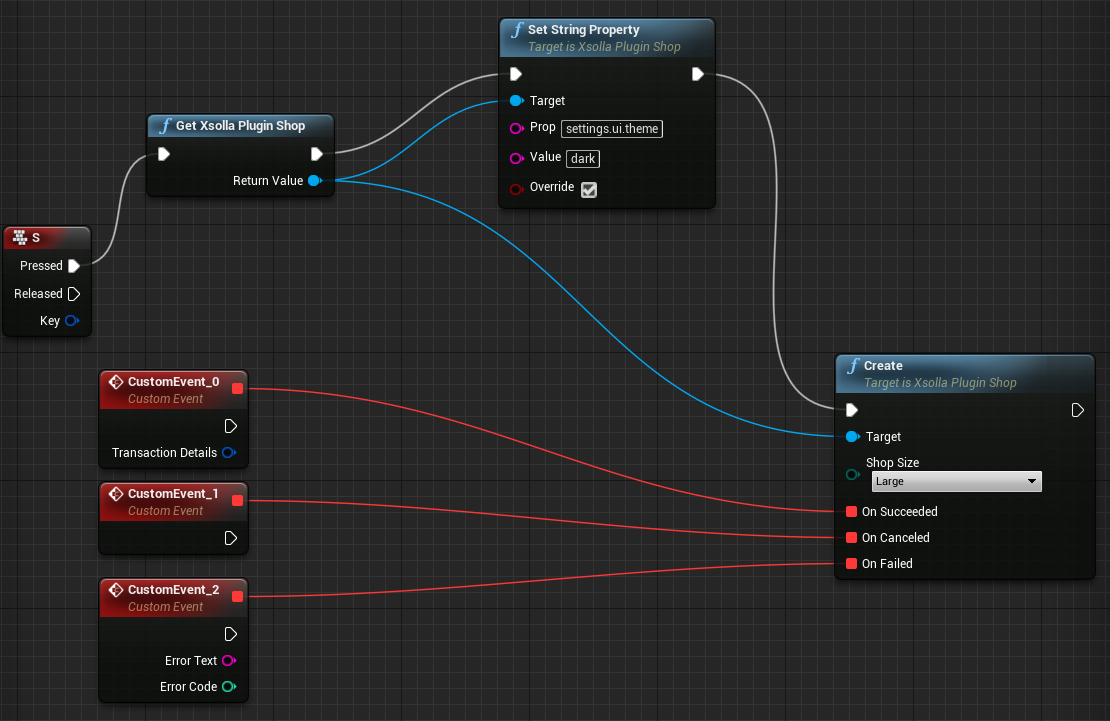 Set String Property
Target is Xsolla Plugin Shop
Target
Prop settings.ui.theme
Value dark
Override
Get Xsolla Plugin Shop
Return Value
S
Pressed
Released
Key
CustomEvent_0
Custom Event
Transaction Details
CustomEvent_1
Custom Event
CustomEvent_2
Custom Event
Error Text
Error Code
Create
Target is Xsolla Plugin Shop
Target
Shop Size
Large
On Succeeded
On Canceled
On Failed